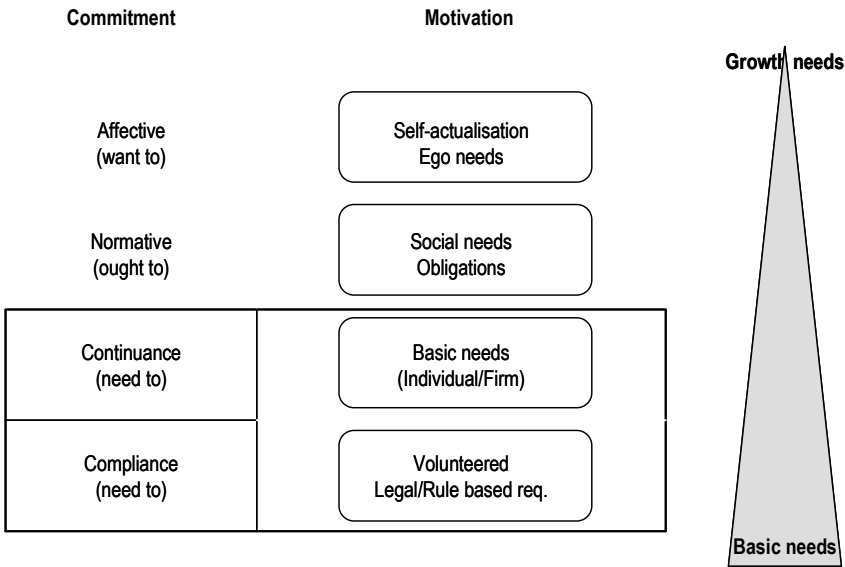 Commitment
Motivation
Growth needs
Affective
(want to)
Self-actualisation
Ego needs
Normative
(ought to)
Social needs
Obligations
Continuance
(need to)
Basic needs
(Individual/Firm)
Compliance
(need to)
Volunteered
Legal/Rule based req.
Basic needs